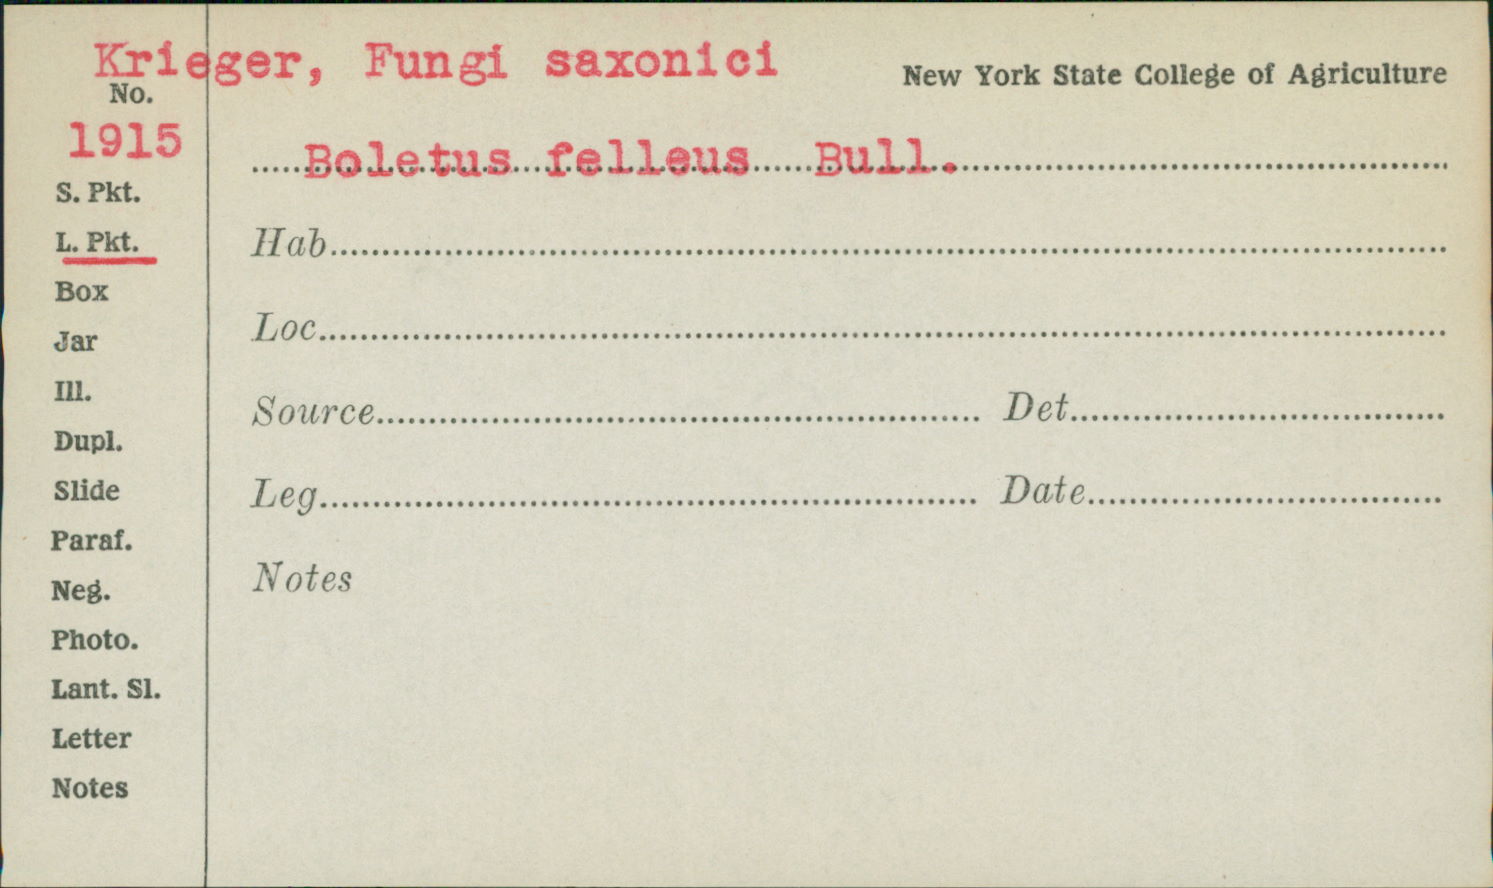 Krieger, Fungi saxonici
New York State College of Agriculture
No.
1915
Boletus felleus Bull.
S. Pkt.
L. Pkt.
Hab
Box
Loc
Jar
Ill.
Source Det
Dupl.
Slide
Leg Date
Paraf.
Notes
Neg.
Photo.
Lant. Sl.
Letter
Notes